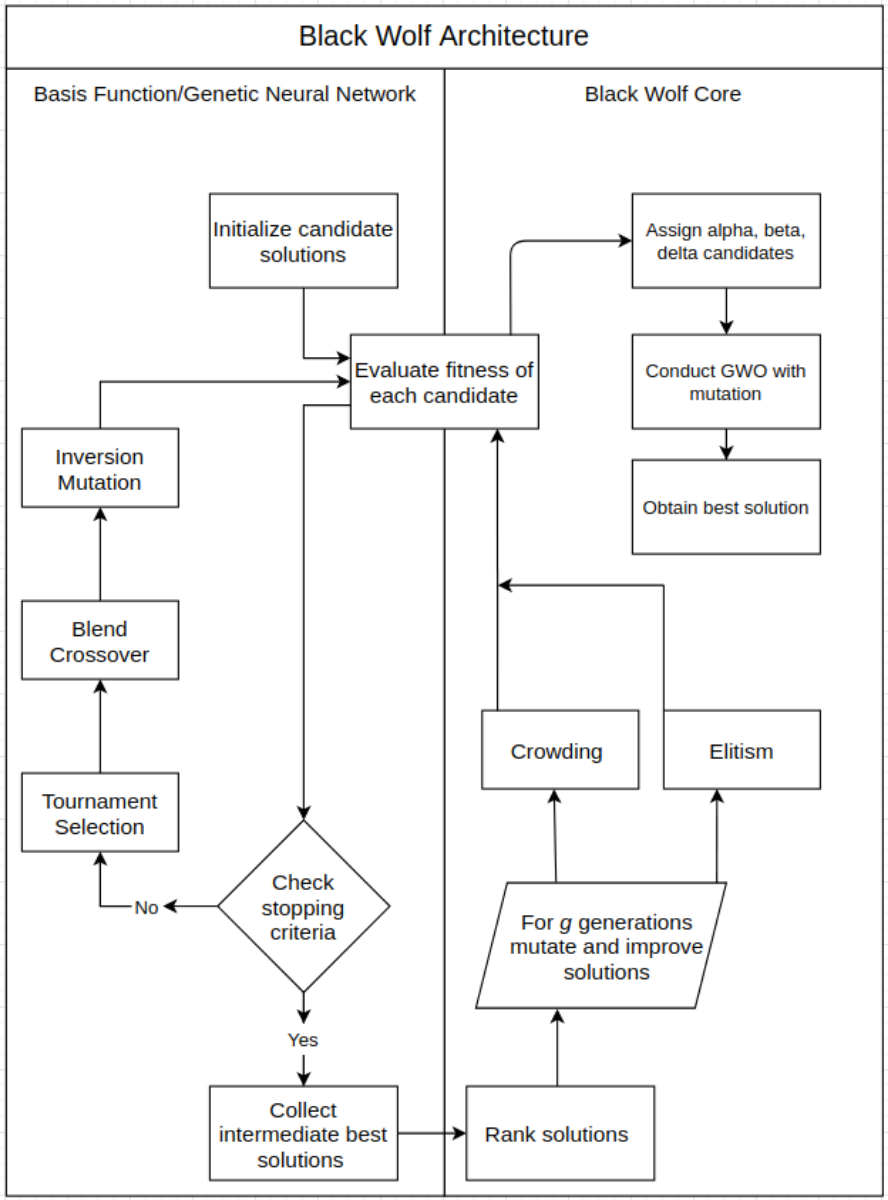 Black Wolf Architecture
Basis Function/Genetic Neural Network
Black Wolf Core
Initialize candidate
solutions
Assign alpha, beta,
delta candidates
Evaluate fitness of
each candidate
Conduct GWO with
mutation
Inversion
Mutation
Obtain best solution
Blend
Crossover
Crowding
Elitism
Tournament
Selection
Check
stopping
criteria
No
For g generations
mutate and improve
solutions
Yes
Collect
intermediate best
solutions
Rank solutions